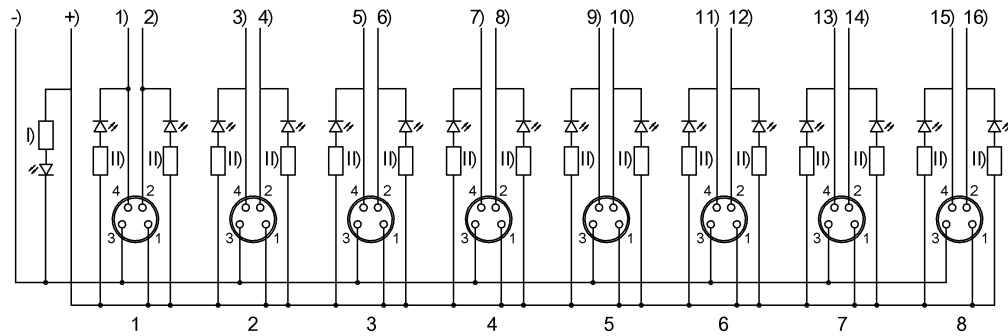 -) +) 1) 2) 3) 4) 5) 6) 7) 8) 9) 10) 11) 12) 13) 14) 15) 16)
I) II) II) II) II) II) II) II) II) II) II) II) II) II) II) II) II)
4 2 4 2 4 2 4 2 4 2 4 2 4 2 4 2
3 1 3 1 3 1 3 1 3 1 3 1 3 1 3 1
1 2 3 4 5 6 7 8